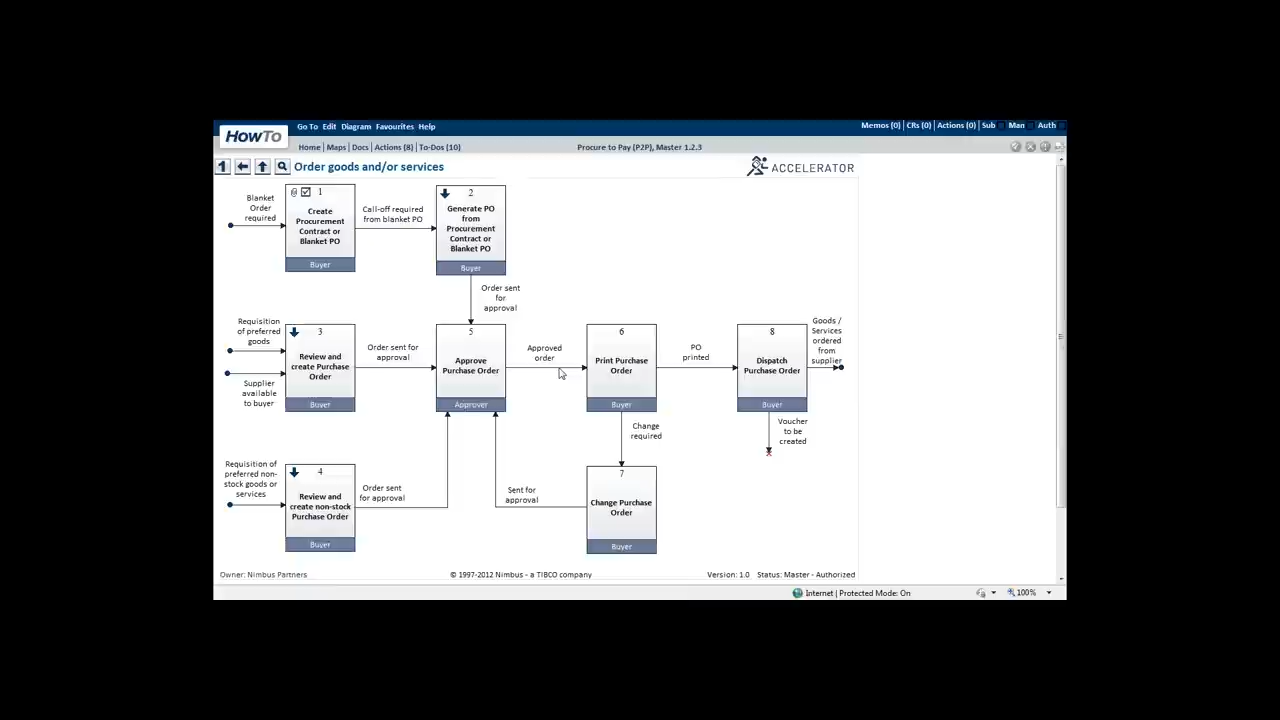 HowTo
Go To Edit Diagram Favourites Help
Memos (0) | CRs (0) | Actions (0) | Sub Man Auth
Home | Maps | Docs | Actions (8) | To-Dos (10)
Procure to Pay (P2P), Master 1.2.3
Order goods and/or services
ACCELERATOR
Blanket
Order
required
1
Create
Procurement
Contract or
Blanket PO
Buyer
Call-off required
from blanket PO
2
Generate PO
from
Procurement
Contract or
Blanket PO
Buyer
Order sent
for
approval
Requisition
of preferred
goods
Supplier
available
to buyer
3
Review and
create Purchase
Order
Buyer
Order sent for
approval
5
Approve
Purchase Order
Approver
Approved
order
6
Print Purchase
Order
Buyer
PO
printed
8
Dispatch
Purchase Order
Buyer
Goods /
Services
ordered
from
supplier
Voucher
to be
created
Change
required
Requisition of
preferred non-
stock goods or
services
4
Review and
create non-stock
Purchase Order
Buyer
Order sent
for approval
Sent for
approval
7
Change Purchase
Order
Buyer
Owner: Nimbus Partners
© 1997-2012 Nimbus - a TIBCO company
Version: 1.0 Status: Master - Authorized
Internet | Protected Mode: On
100%